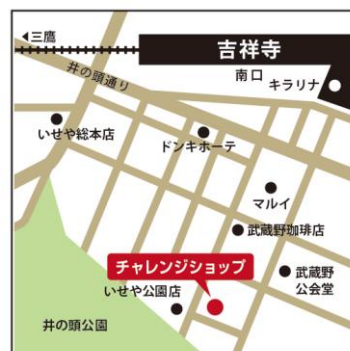 ◀三鷹
吉祥寺
南口
キラリナ
井の頭通り
いせや総本店
ドンキホーテ
マルイ
武蔵野珈琲店
チャレンジショップ
武蔵野
公会堂
いせや公園店
井の頭公園